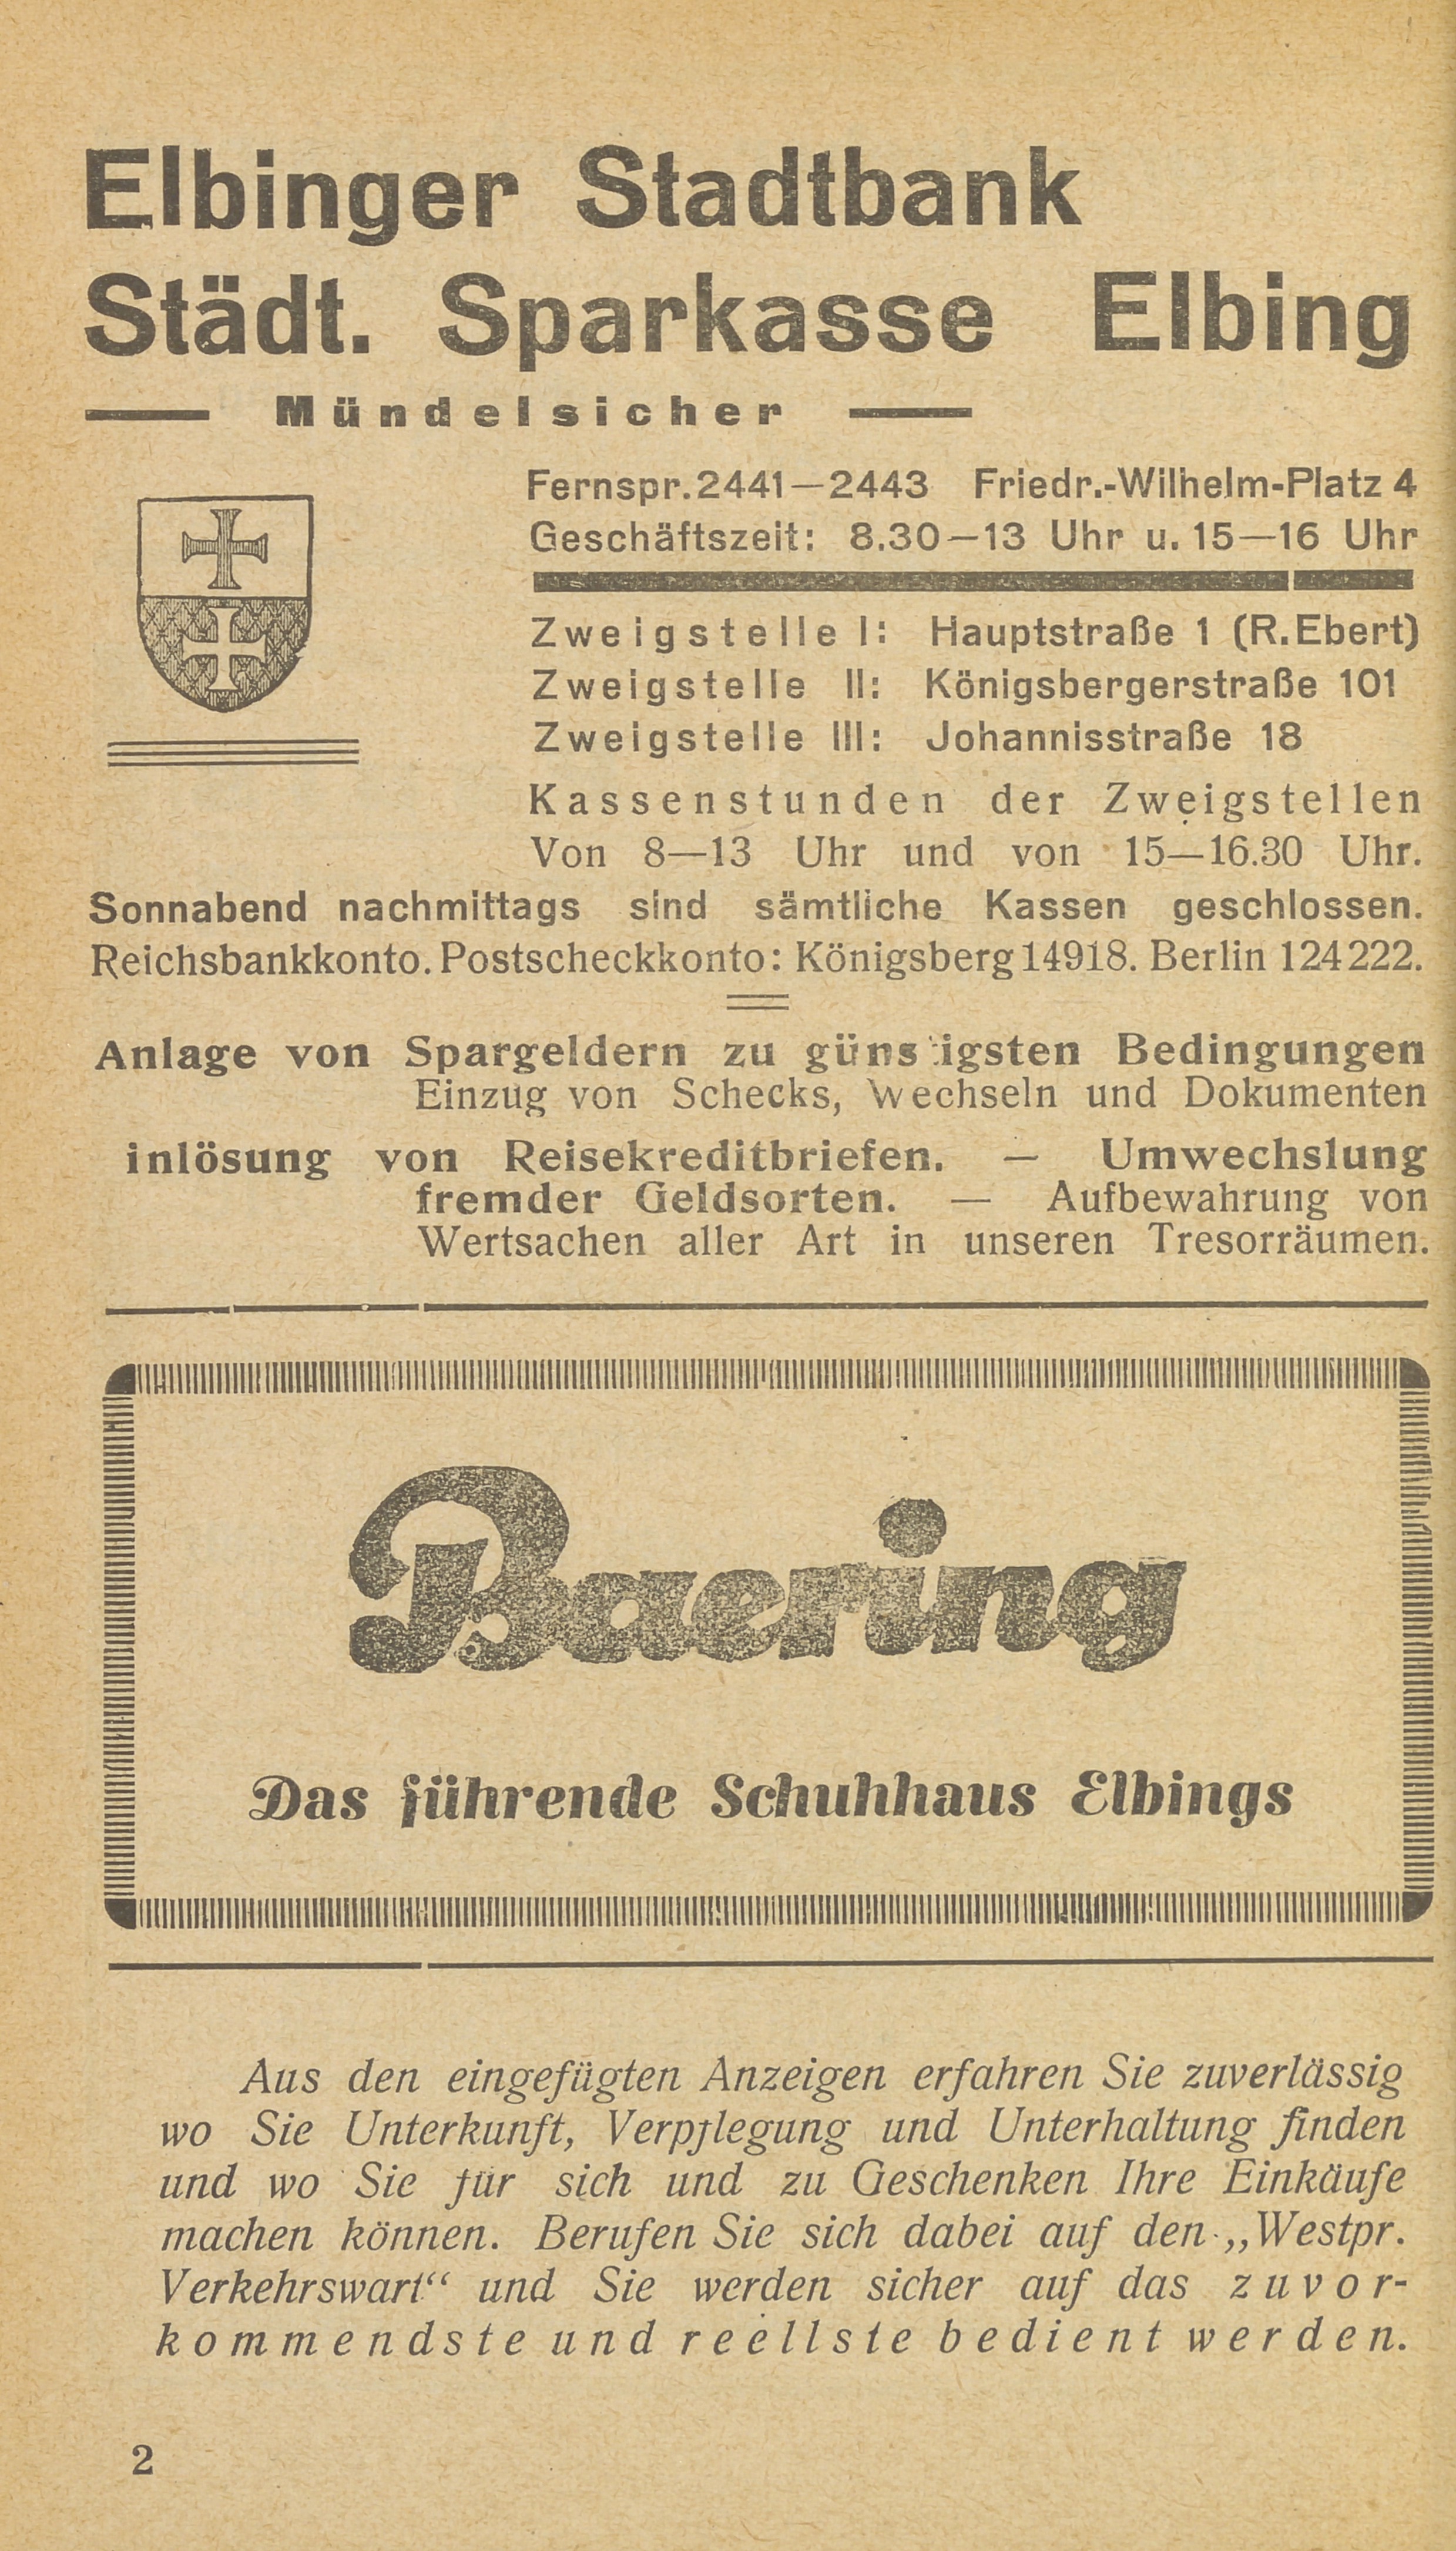 Elbinger Stadtbank
Städt. Sparkasse Elbing
— Mündelsicher —
Fernspr. 2441—2443 Friedr.-Wilhelm-Platz 4
Geschäftszeit: 8.30—13 Uhr u. 15—16 Uhr
Zweigstelle I: Hauptstraße 1 (R. Ebert)
Zweigstelle II: Königsbergerstraße 101
Zweigstelle III: Johannisstraße 18
Kassenstunden der Zweigstellen
Von 8—13 Uhr und von 15—16.30 Uhr.
Sonnabend nachmittags sind sämtliche Kassen geschlossen.
Reichsbankkonto. Postscheckkonto: Königsberg 14918. Berlin 124222.
Anlage von Spargeldern zu günstigsten Bedingungen
Einzug von Schecks, Wechseln und Dokumenten
inlösung von Reisekreditbriefen. — Umwechslung
fremder Geldsorten. — Aufbewahrung von
Wertsachen aller Art in unseren Tresorräumen.
Baering
Das führende Schuhhaus Elbings
Aus den eingefügten Anzeigen erfahren Sie zuverlässig
wo Sie Unterkunft, Verpflegung und Unterhaltung finden
und wo Sie für sich und zu Geschenken Ihre Einkäufe
machen können. Berufen Sie sich dabei auf den „Westpr.
Verkehrswart“ und Sie werden sicher auf das zuvor-
kommendste und reellste bedient werden.
2